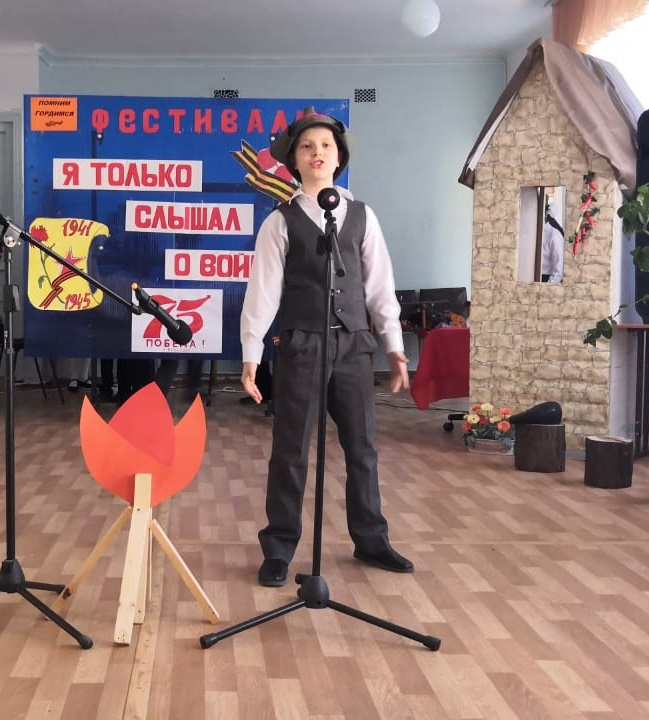 ПОМНИМ
ГОРДИМСЯ
ФЕСТИВАЛ
Я ТОЛЬКО
СЛЫШАЛ
О ВОЙ
1941
1945
75
ПОБЕДА!